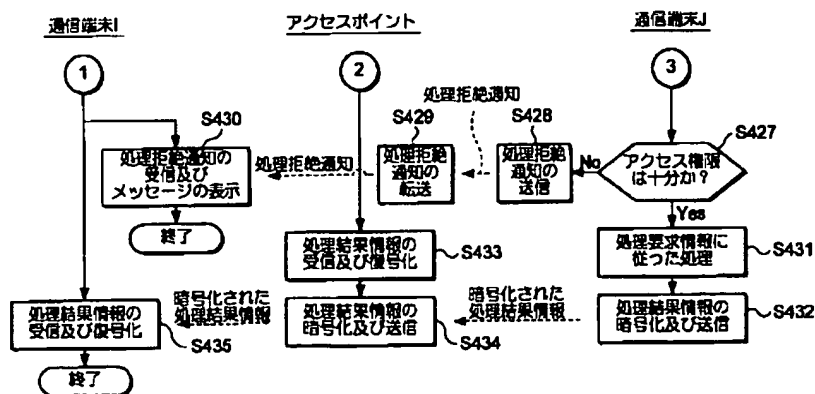 通信端末I
アクセスポイント
通信端末J
1
2
3
処理拒絶通知
S430
S429
S428
S427
処理拒絶通知の
受信及び
メッセージの表示
処理拒絶通知
処理拒絶
通知の
転送
処理拒絶
通知の
送信
No
アクセス権限
は十分か？
Yes
終了
処理結果情報の
受信及び復号化
S433
処理要求情報に
従った処理
S431
処理結果情報の
受信及び復号化
S435
暗号化された
処理結果情報
処理結果情報の
暗号化及び送信
S434
暗号化された
処理結果情報
処理結果情報の
暗号化及び送信
S432
終了